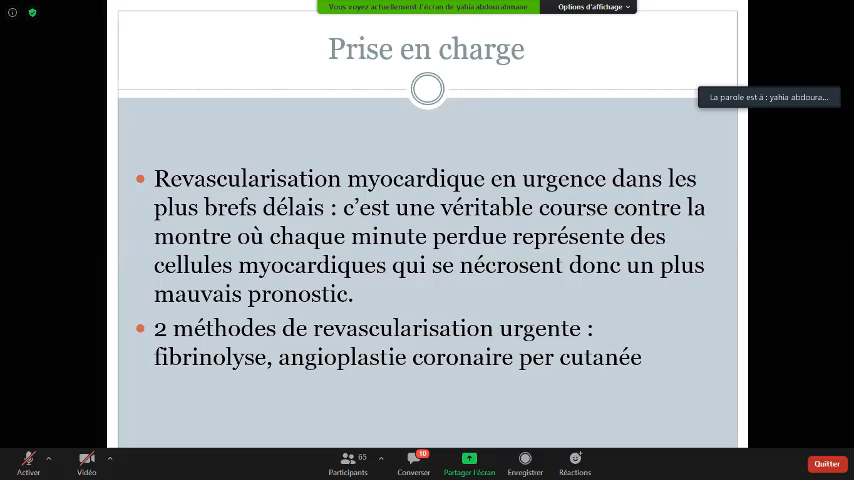 Vous voyez actuellement l'écran de yahia abdourahmane
Options d'affichage
Prise en charge
La parole est à : yahia abdoura...
Revascularisation myocardique en urgence dans les
plus brefs délais : c’est une véritable course contre la
montre où chaque minute perdue représente des
cellules myocardiques qui se nécrosent donc un plus
mauvais pronostic.
2 méthodes de revascularisation urgente :
fibrinolyse, angioplastie coronaire per cutanée
65
10
Activer
Vidéo
Participants
Converser
Partager l'écran
Enregistrer
Réactions
Quitter